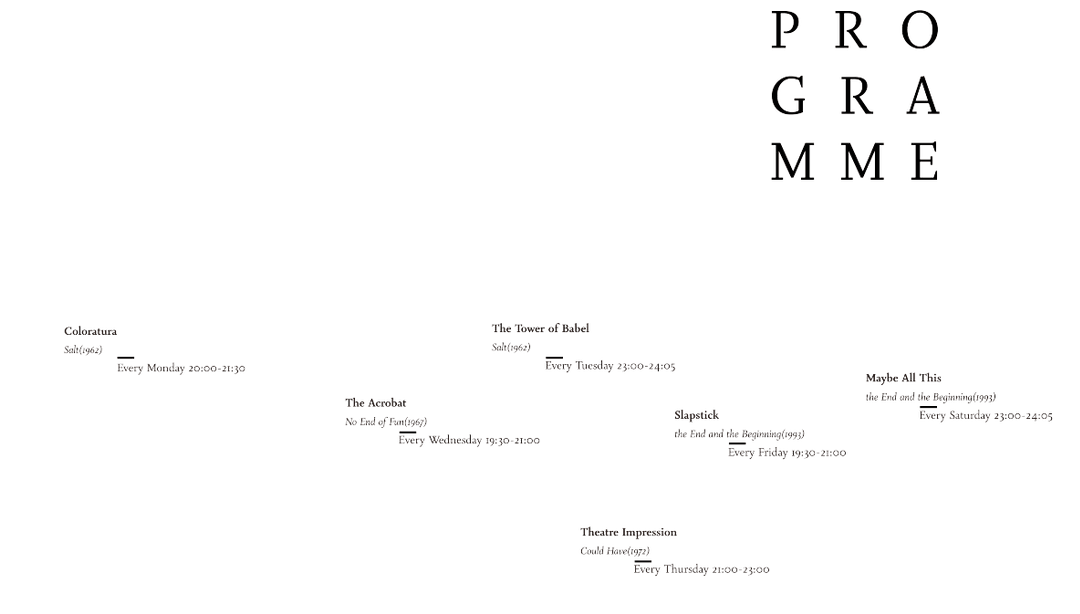 P R O
G R A
M M E
Coloratura
Salt(1962)
Every Monday 20:00-21:30
The Tower of Babel
Salt(1962)
Every Tuesday 23:00-24:05
Maybe All This
the End and the Beginning(1993)
Every Saturday 23:00-24:05
The Acrobat
No End of Fun(1967)
Every Wednesday 19:30-21:00
Slapstick
the End and the Beginning(1993)
Every Friday 19:30-21:00
Theatre Impression
Could Have(1972)
Every Thursday 21:00-23:00